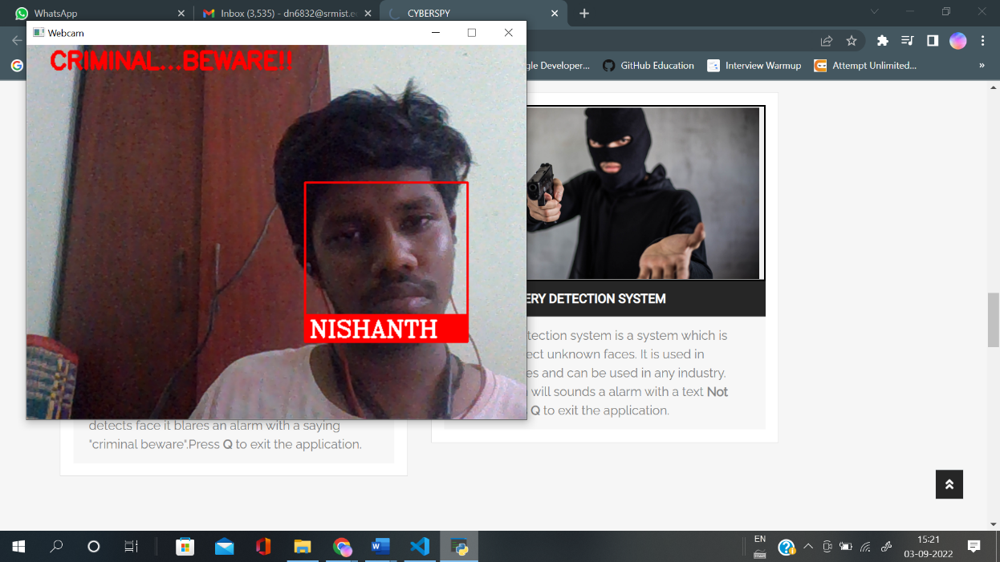 WhatsApp
Inbox (3,535) - dn6832@srmist.e
CYBERSPY
Webcam
gle Developer...
GitHub Education
Interview Warmup
Attempt Unlimited...
»
CRIMINAL...BEWARE!!
NISHANTH
ERY DETECTION SYSTEM
tection system is a system which is
ect unknown faces. It is used in
es and can be used in any industry.
will sounds a alarm with a text Not
Q to exit the application.
detects face it blares an alarm with a saying
"criminal beware".Press Q to exit the application.
EN
15:21
03-09-2022